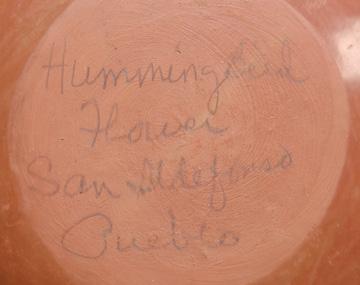 Hummingbird
Flower
San Ildefonso
Pueblo